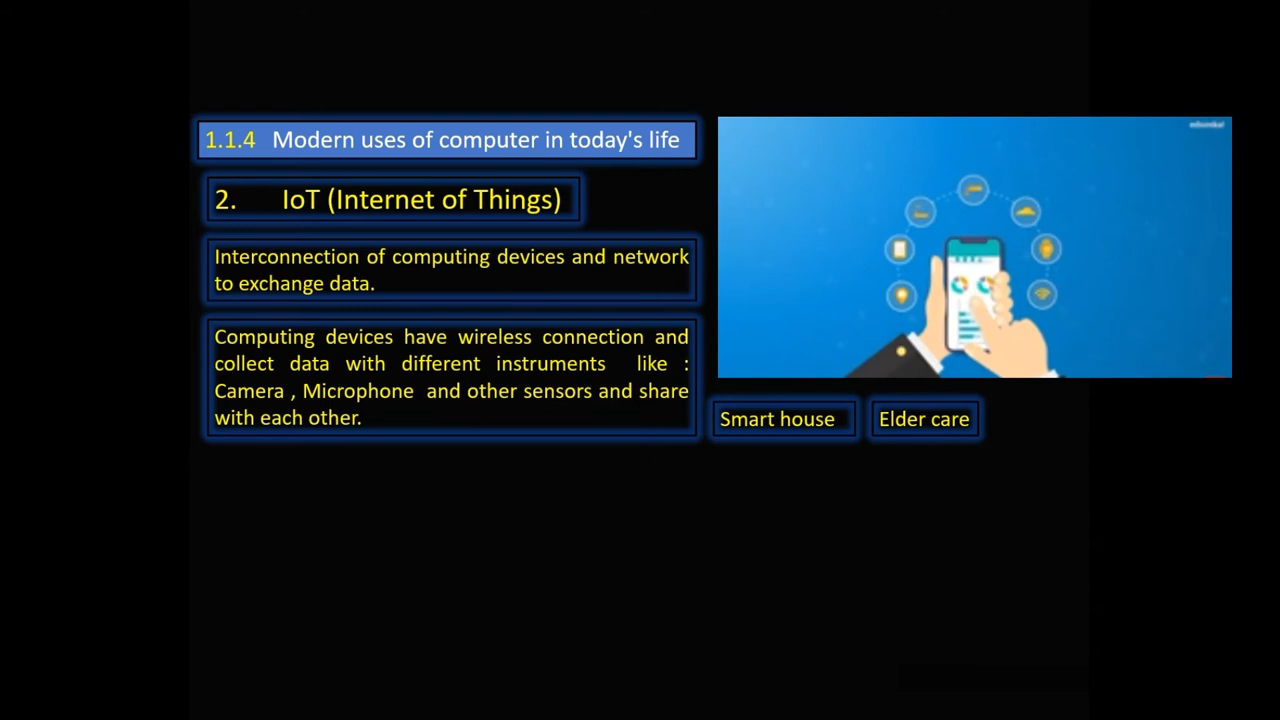 1.1.4 Modern uses of computer in today's life
2. IoT (Internet of Things)
Interconnection of computing devices and network
to exchange data.
Computing devices have wireless connection and
collect data with different instruments like :
Camera , Microphone and other sensors and share
with each other.
Smart house
Elder care